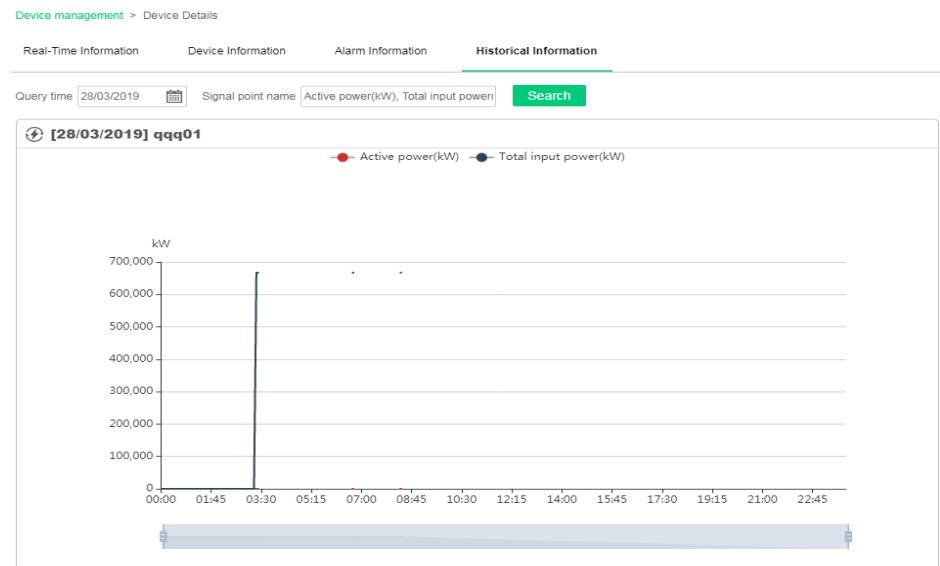 Device management > Device Details
Real-Time Information Device Information Alarm Information Historical Information
Query time 28/03/2019 Signal point name Active power(kW), Total input power( Search
[28/03/2019] qqq01
Active power(kW) Total input power(kW)
kW
700,000
600,000
500,000
400,000
300,000
200,000
100,000
0
00:00 01:45 03:30 05:15 07:00 08:45 10:30 12:15 14:00 15:45 17:30 19:15 21:00 22:45